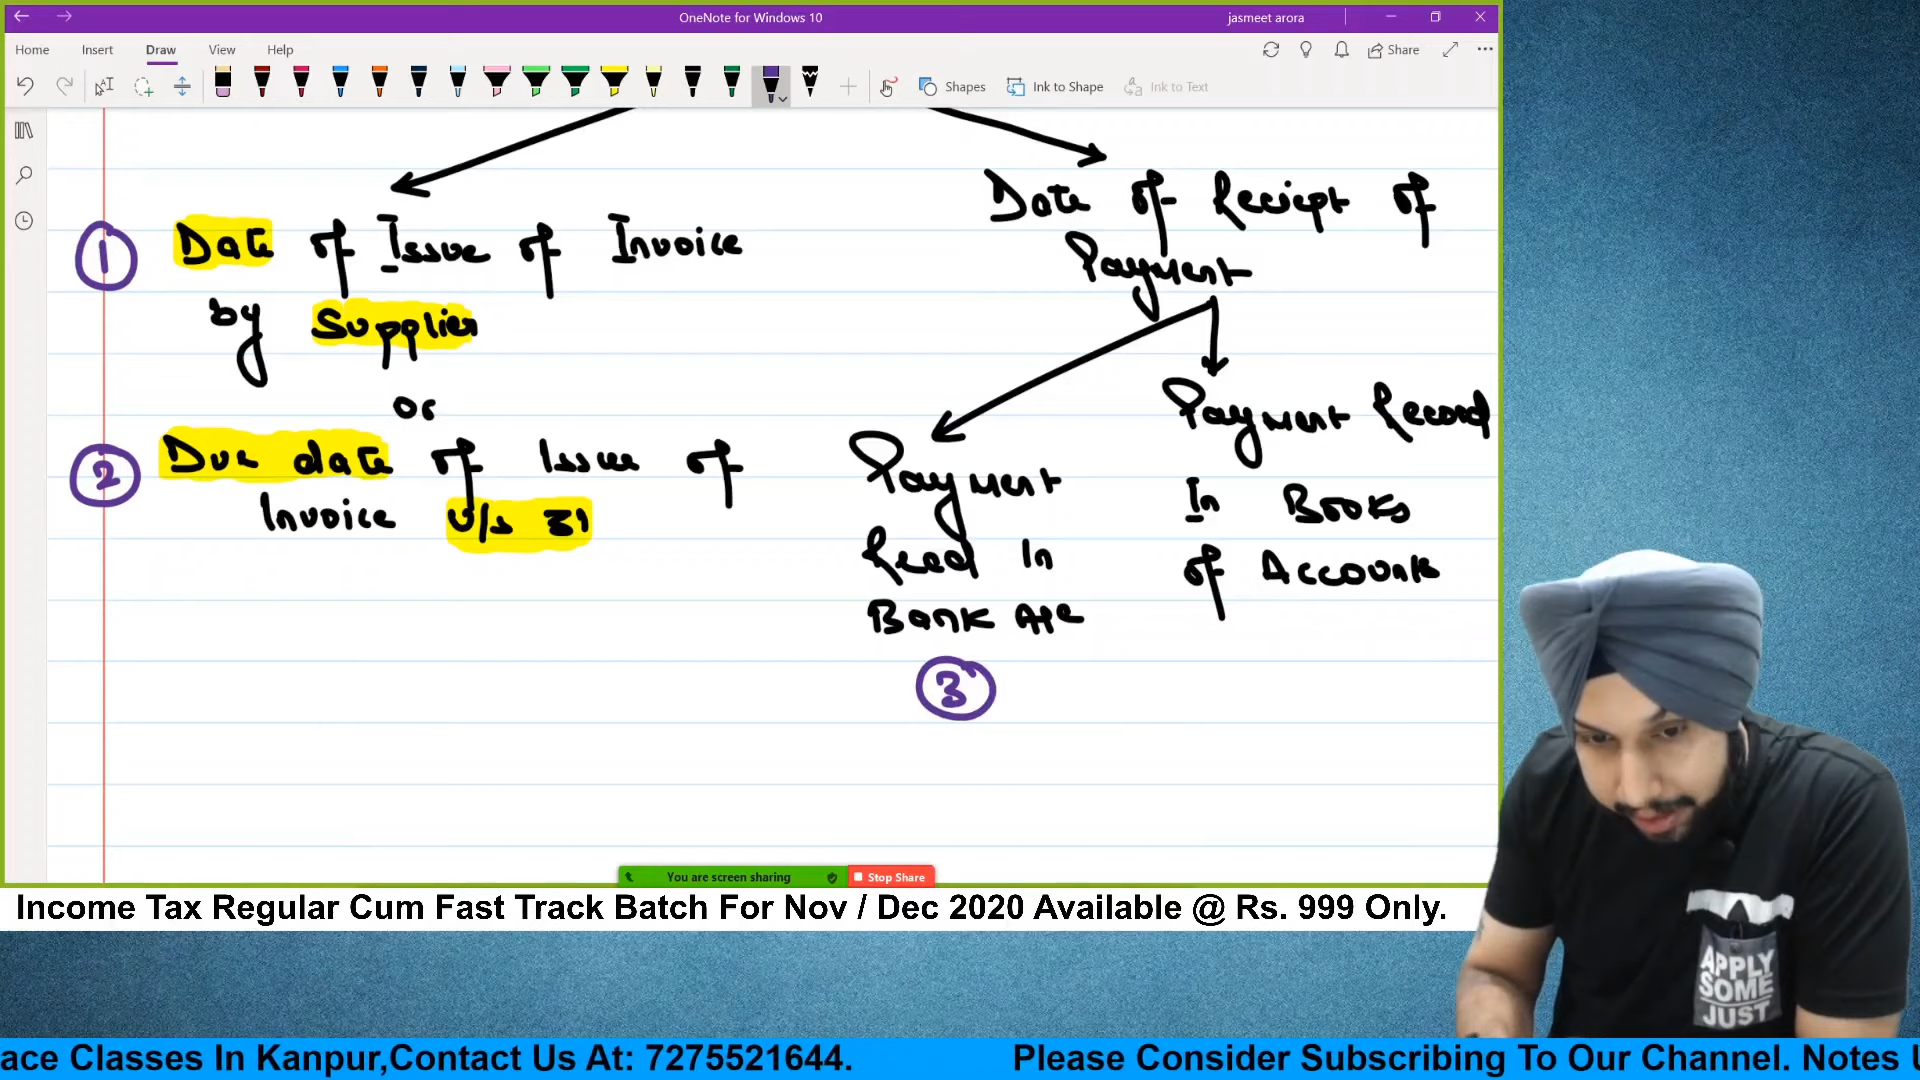 OneNote for Windows 10
jasmeet arora
Home Insert Draw View Help
Share
Shapes
Ink to Shape
Ink to Text
1 Date of Issue of Invoice
by Supplier
or
2 Due date of Issue of
Invoice U/s 31
Date of Reciept of
Payment
Payment
Recd In
Bank A/c
3
Payment Record
In Books
of Accounts
You are screen sharing
Stop Share
Income Tax Regular Cum Fast Track Batch For Nov / Dec 2020 Available @ Rs. 999 Only.
APPLY
SOME
JUST
ace Classes In Kanpur,Contact Us At: 7275521644. Please Consider Subscribing To Our Channel. Notes U